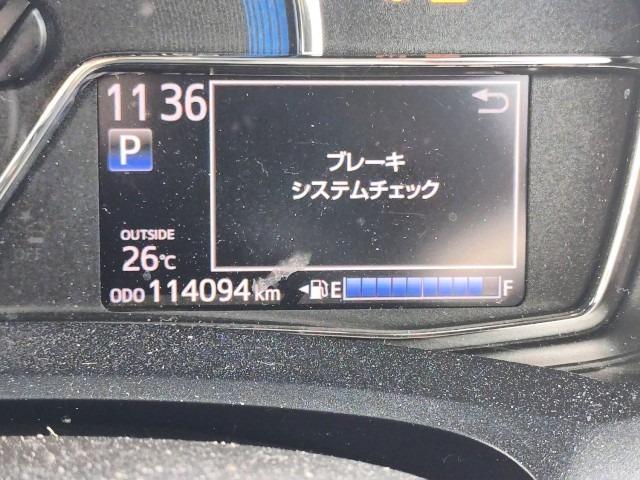 11 36
P
ブレーキ
システムチェック
OUTSIDE
26℃
ODO 114094 km
E F